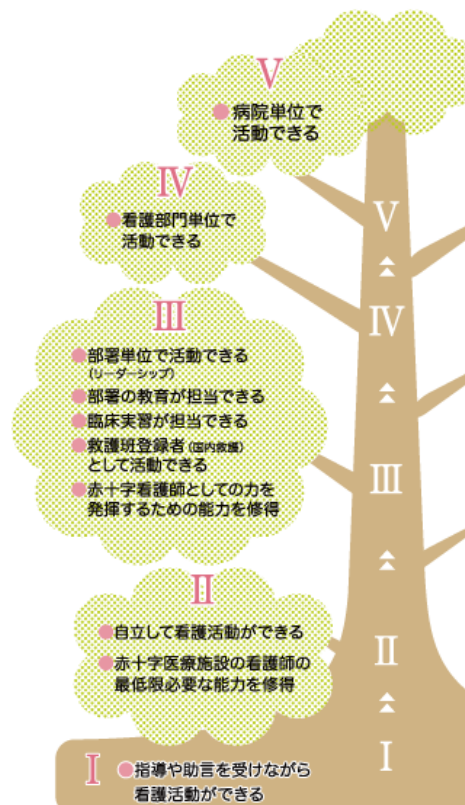 Ⅴ
●病院単位で
活動できる
Ⅳ
●看護部門単位で
活動できる
Ⅲ
●部署単位で活動できる
(リーダーシップ)
●部署の教育が担当できる
●臨床実習が担当できる
●救護班登録者(国内救護)
として活動できる
●赤十字看護師としての力を
発揮するための能力を修得
Ⅱ
●自立して看護活動ができる
●赤十字医療施設の看護師の
最低限必要な能力を修得
Ⅰ
●指導や助言を受けながら
看護活動ができる
Ⅴ
Ⅳ
Ⅲ
Ⅱ
Ⅰ